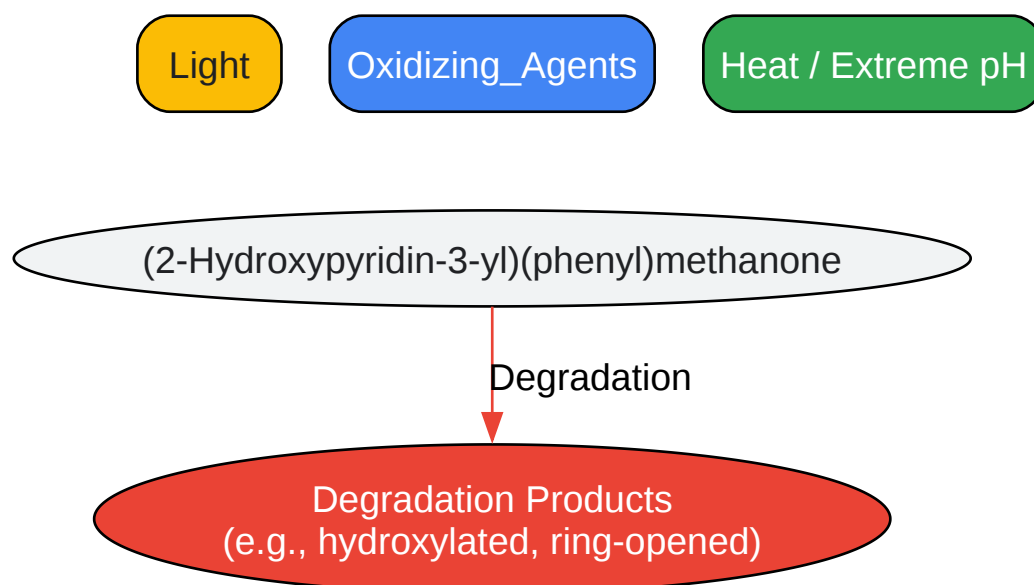 Light
Oxidizing_Agents
Heat / Extreme pH
(2-Hydroxypyridin-3-yl)(phenyl)methanone
Degradation
Degradation Products
(e.g., hydroxylated, ring-opened)